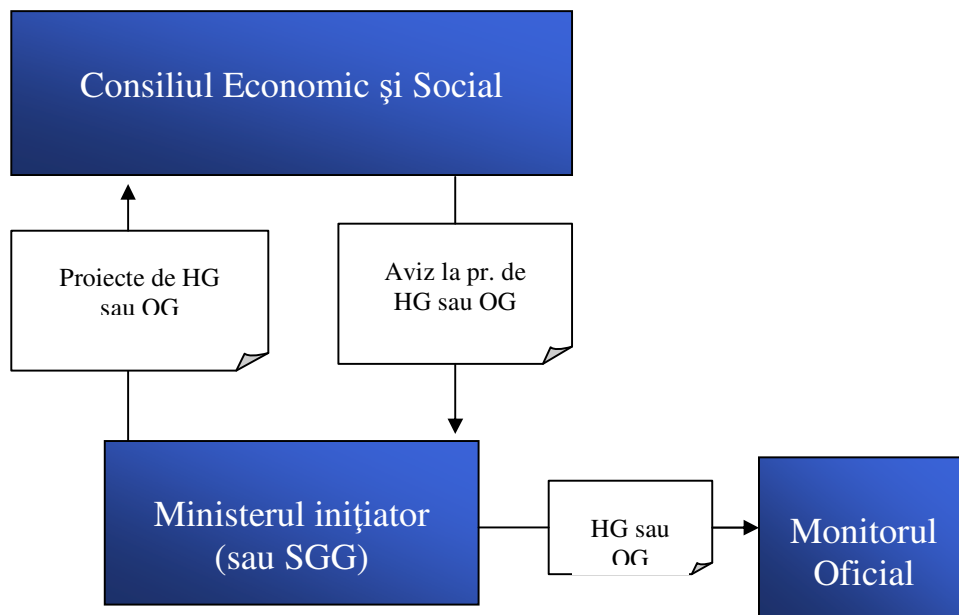 Consiliul Economic şi Social
Proiecte de HG
sau OG
Aviz la pr. de
HG sau OG
Ministerul iniţiator
(sau SGG)
HG sau
OG
Monitorul
Oficial